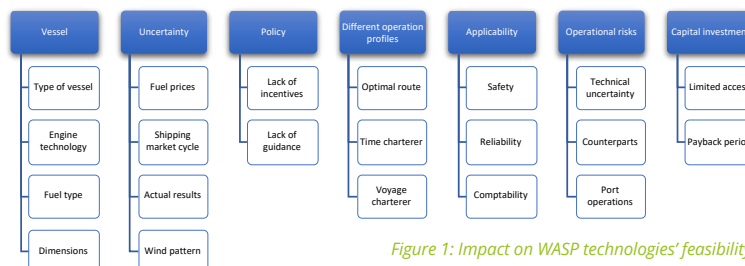 Vessel
Type of vessel
Engine
technology
Fuel type
Dimensions
Uncertainty
Fuel prices
Shipping
market cycle
Actual results
Wind pattern
Policy
Lack of
incentives
Lack of
guidance
Different operation
profiles
Optimal route
Time charterer
Voyage
charterer
Applicability
Safety
Reliability
Comptability
Operational risks
Technical
uncertainty
Counterparts
Port
operations
Capital investmen
Limited acces
Payback perio
Figure 1: Impact on WASP technologies' feasibility